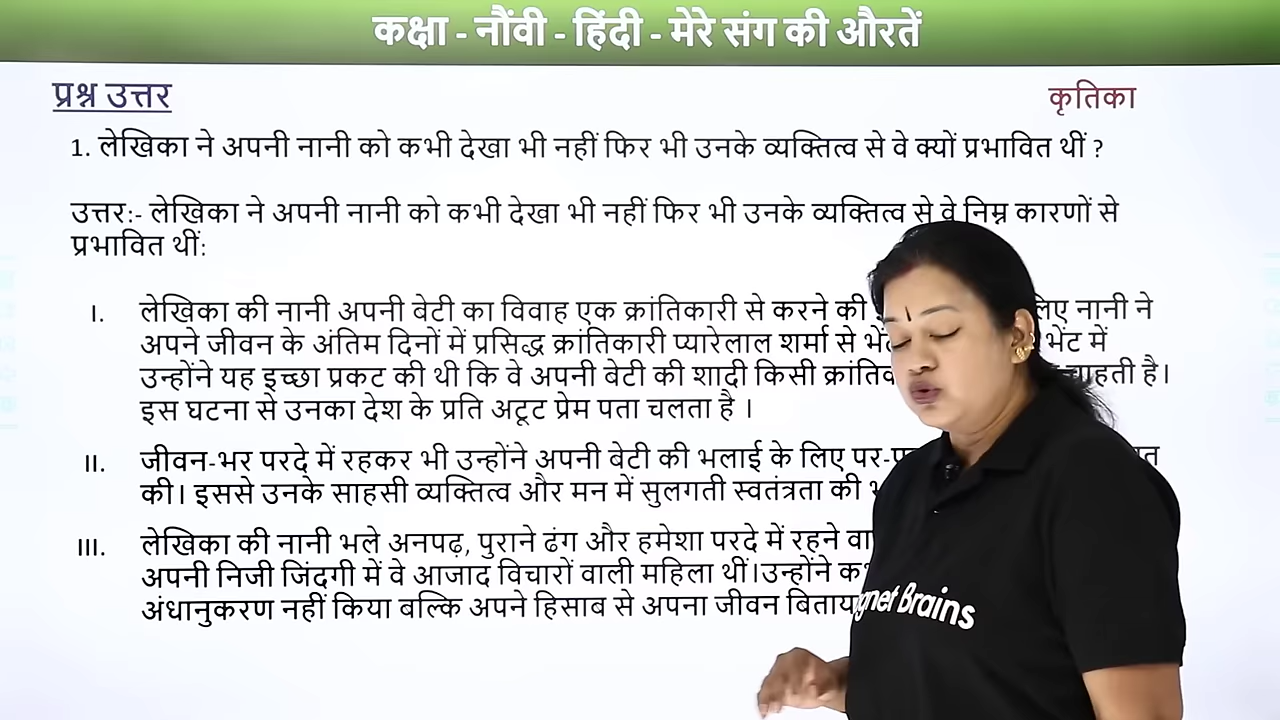 कक्षा - नौंवी - हिंदी - मेरे संग की औरतें
प्रश्न उत्तर
कृतिका
1. लेखिका ने अपनी नानी को कभी देखा भी नहीं फिर भी उनके व्यक्तित्व से वे क्यों प्रभावित थीं ?
उत्तर:- लेखिका ने अपनी नानी को कभी देखा भी नहीं फिर भी उनके व्यक्तित्व से वे निम्न कारणों से
प्रभावित थीं:
I. लेखिका की नानी अपनी बेटी का विवाह एक क्रांतिकारी से करने की नानी ने
अपने जीवन के अंतिम दिनों में प्रसिद्ध क्रांतिकारी प्यारेलाल शर्मा से भेंट में
उन्होंने यह इच्छा प्रकट की थी कि वे अपनी बेटी की शादी किसी है।
इस घटना से उनका देश के प्रति अटूट प्रेम पता चलता है ।
II. जीवन-भर परदे में रहकर भी उन्होंने अपनी बेटी की भलाई के लिए
की। इससे उनके साहसी व्यक्तित्व और मन में सुलगती स्वतंत्रता की
III. लेखिका की नानी भले अनपढ़, पुराने ढंग और हमेशा परदे में रहने
अपनी निजी जिंदगी में वे आजाद विचारों वाली महिला थीं।उन्होंने
अंधानुकरण नहीं किया बल्कि अपने हिसाब से अपना जीवन
Brains